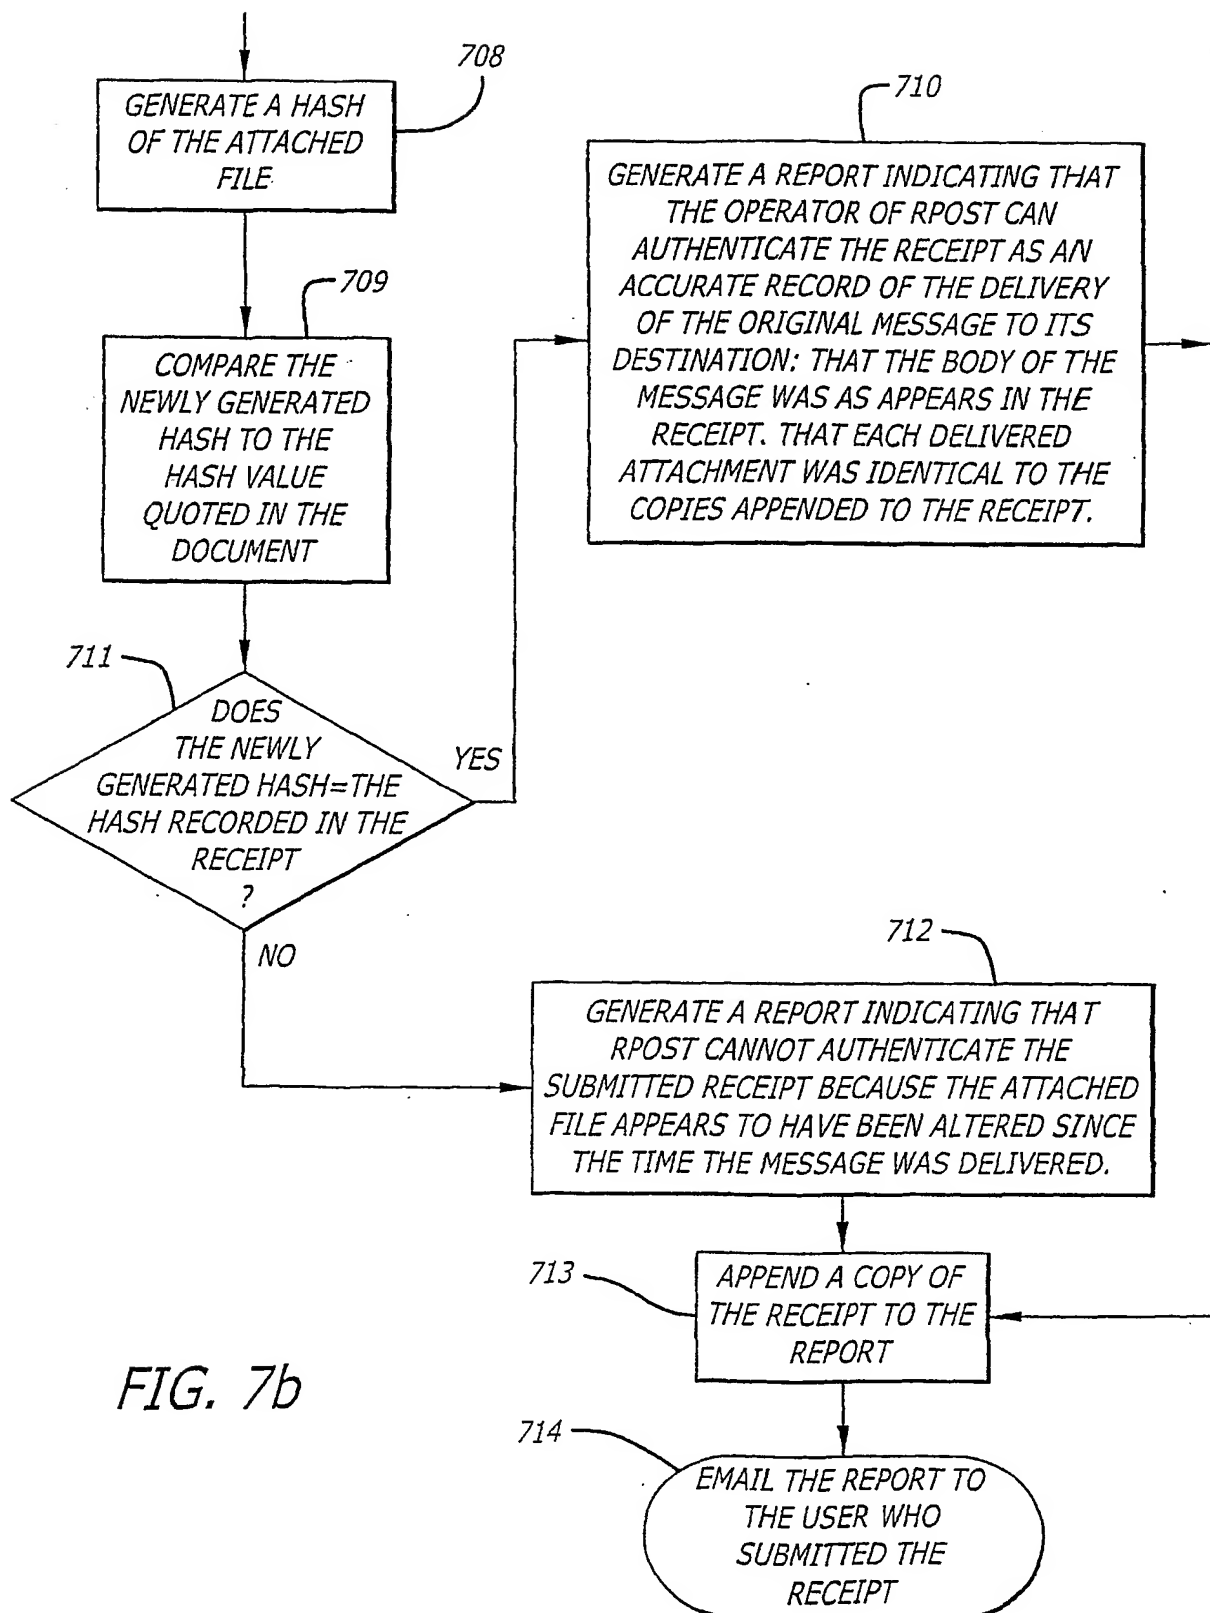 708
GENERATE A HASH
OF THE ATTACHED
FILE
710
GENERATE A REPORT INDICATING THAT
THE OPERATOR OF RPOST CAN
AUTHENTICATE THE RECEIPT AS AN
ACCURATE RECORD OF THE DELIVERY
OF THE ORIGINAL MESSAGE TO ITS
DESTINATION: THAT THE BODY OF THE
MESSAGE WAS AS APPEARS IN THE
RECEIPT. THAT EACH DELIVERED
ATTACHMENT WAS IDENTICAL TO THE
COPIES APPENDED TO THE RECEIPT.
709
COMPARE THE
NEWLY GENERATED
HASH TO THE
HASH VALUE
QUOTED IN THE
DOCUMENT
711
DOES
THE NEWLY
GENERATED HASH=THE
HASH RECORDED IN THE
RECEIPT
?
YES
NO
712
GENERATE A REPORT INDICATING THAT
RPOST CANNOT AUTHENTICATE THE
SUBMITTED RECEIPT BECAUSE THE ATTACHED
FILE APPEARS TO HAVE BEEN ALTERED SINCE
THE TIME THE MESSAGE WAS DELIVERED.
713
APPEND A COPY OF
THE RECEIPT TO THE
REPORT
714
EMAIL THE REPORT TO
THE USER WHO
SUBMITTED THE
RECEIPT
FIG. 7b